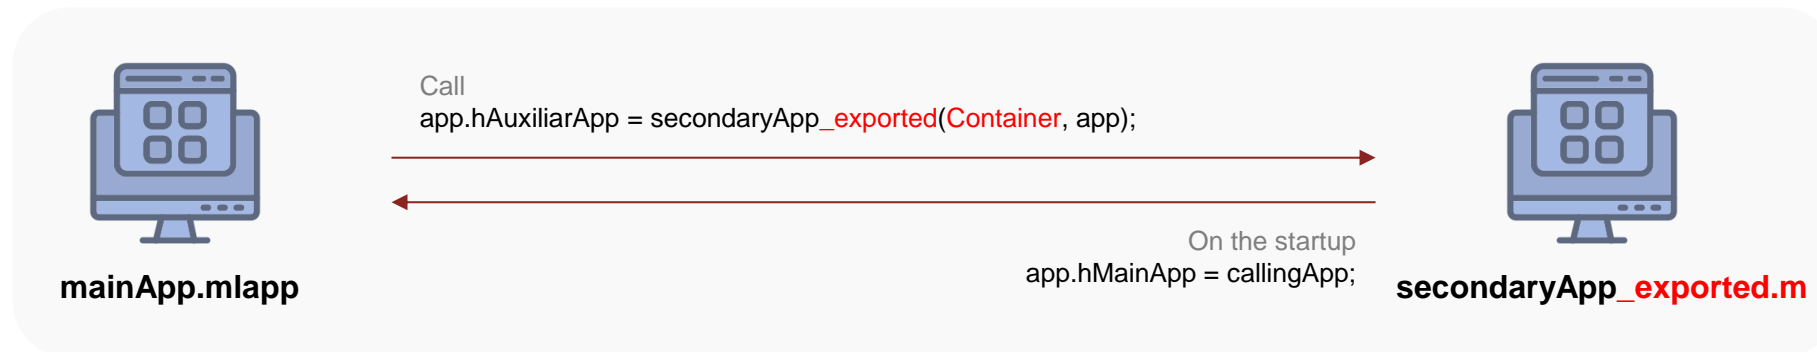 Call
app.hAuxiliarApp = secondaryApp_exported(Container, app);
On the startup
app.hMainApp = callingApp;
mainApp.mlapp
secondaryApp_exported.m